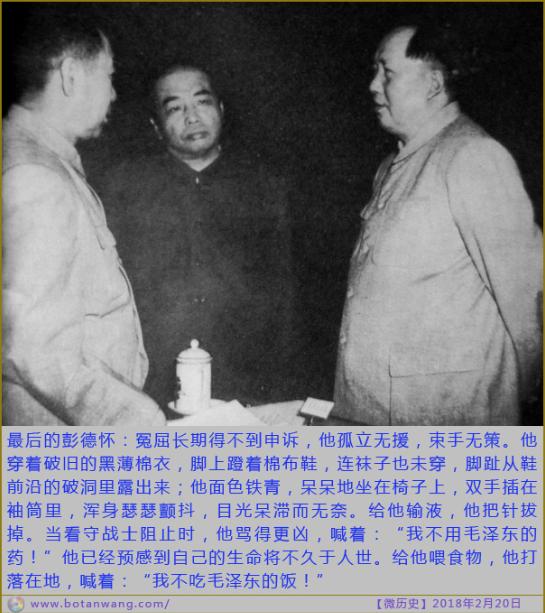 最后的彭德怀：冤屈长期得不到申诉，他孤立无援，束手无策。他
穿着破旧的黑薄棉衣，脚上蹬着棉布鞋，连袜子也未穿，脚趾从鞋
前沿的破洞里露出来；他面色铁青，呆呆地坐在椅子上，双手插在
袖筒里，浑身瑟瑟颤抖，目光呆滞而无奈。给他输液，他把针拔
掉。当看守战士阻止时，他骂得更凶，喊着：“我不用毛泽东的
药！”他已经预感到自己的生命将不久于人世。给他喂食物，他打
落在地，喊着：“我不吃毛泽东的饭！”
www.botanwang.com/
【微历史】2018年2月20日